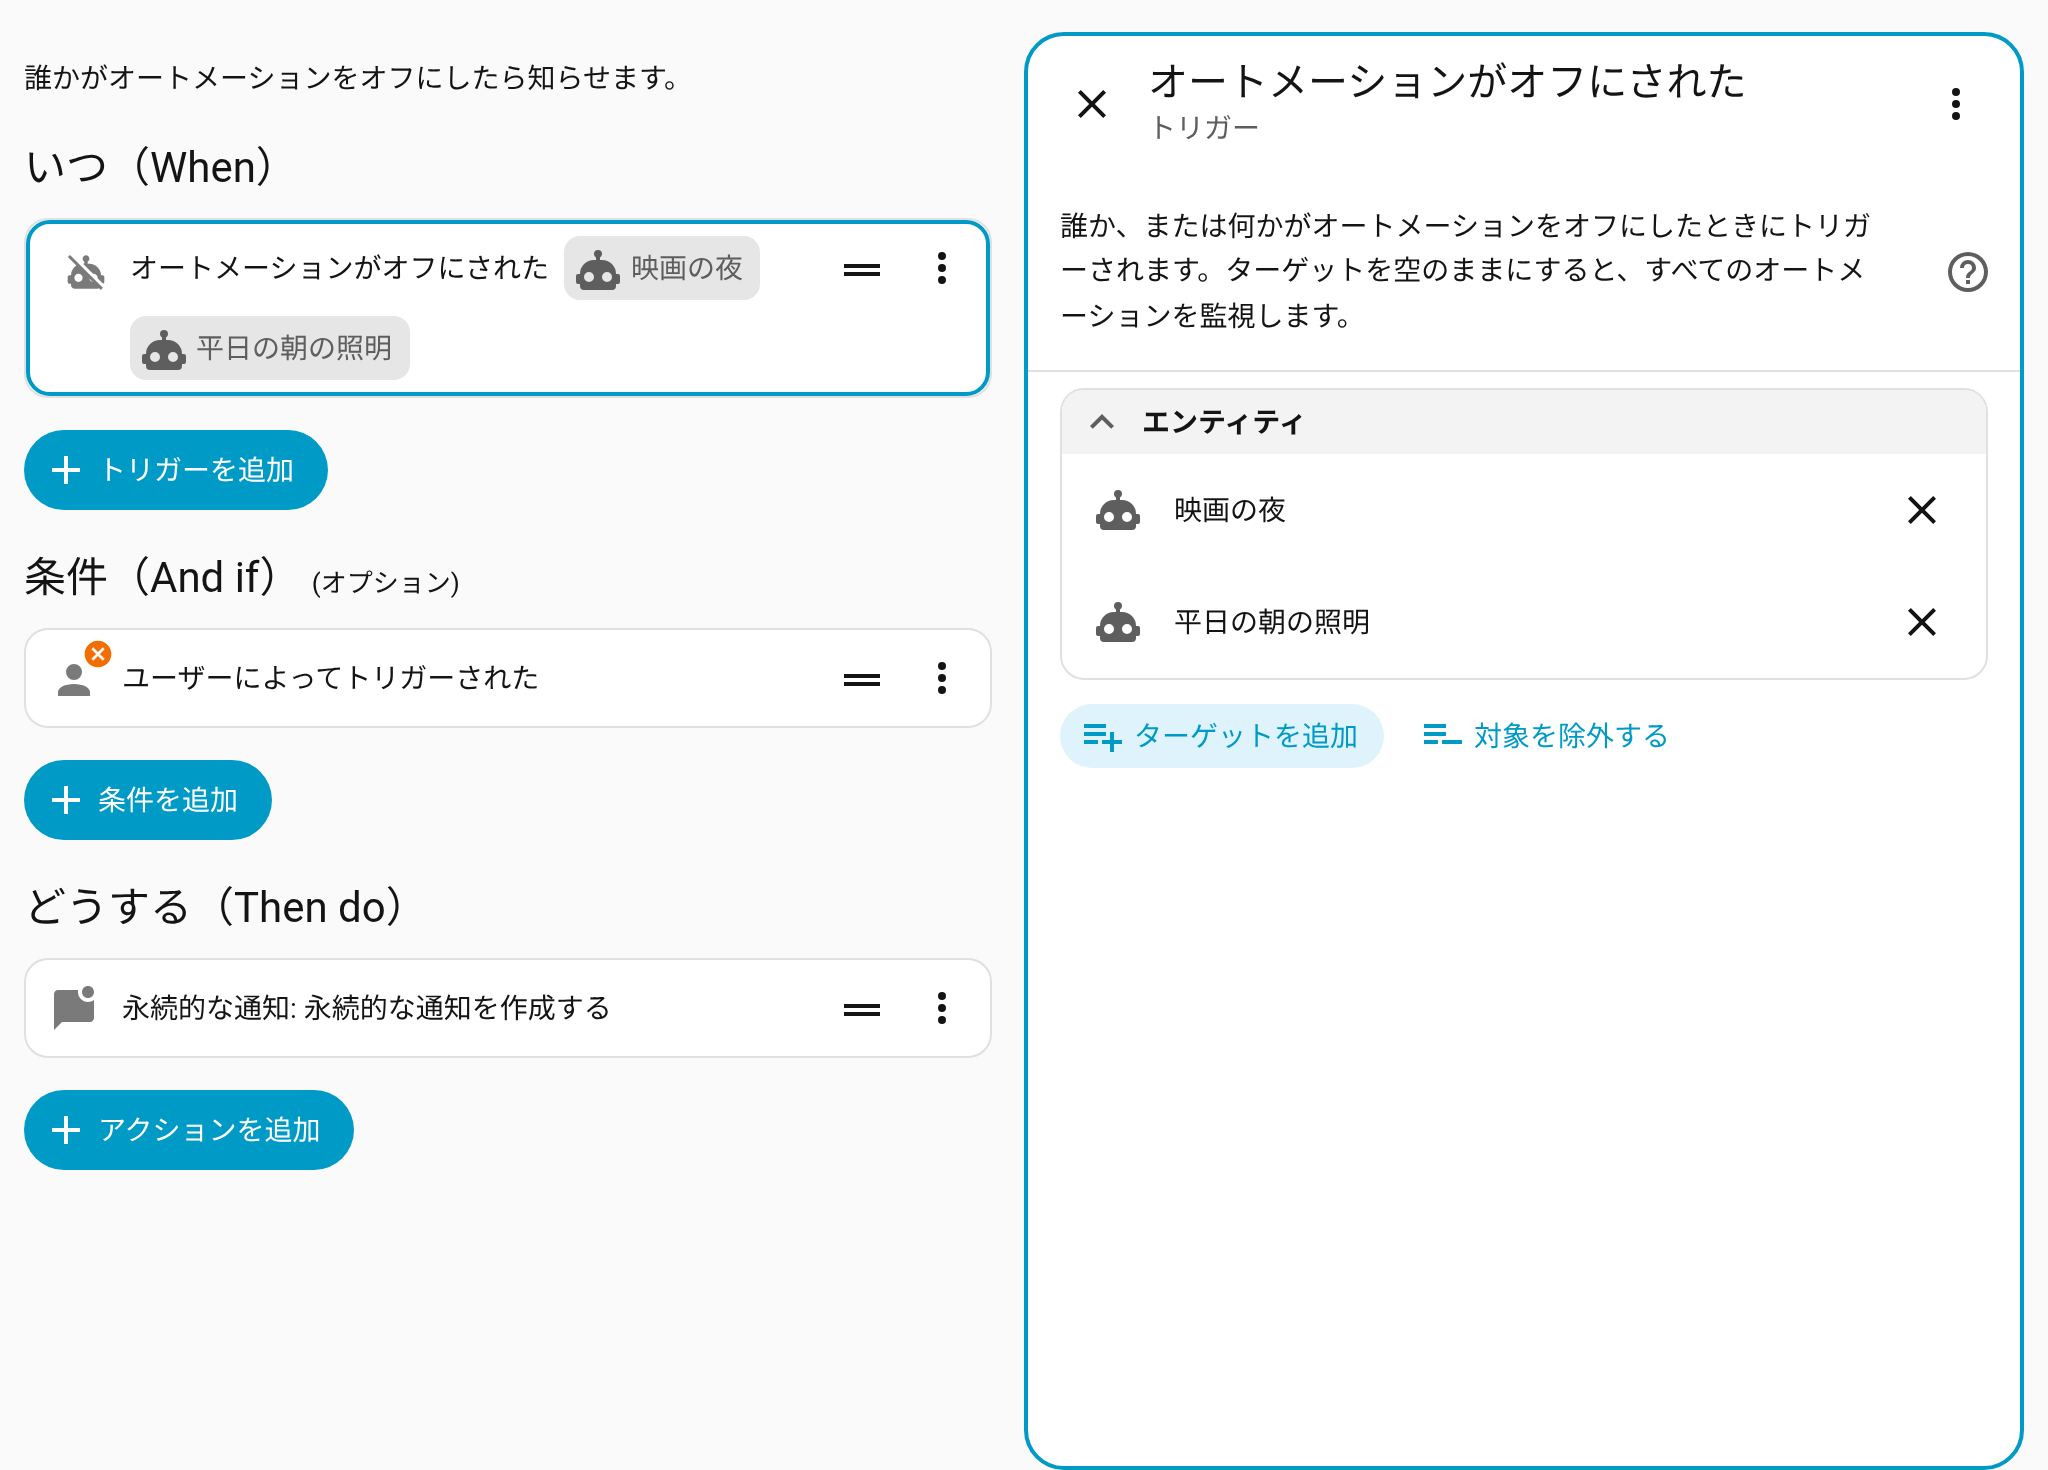 誰かがオートメーションをオフにしたら知らせます。
いつ（When）
オートメーションがオフにされた 映画の夜
平日の朝の照明
トリガーを追加
条件（And if） (オプション)
ユーザーによってトリガーされた
条件を追加
どうする（Then do）
永続的な通知: 永続的な通知を作成する
アクションを追加
オートメーションがオフにされた
トリガー
誰か、または何かがオートメーションをオフにしたときにトリガ
ーされます。ターゲットを空のままにすると、すべてのオートメ
ーションを監視します。
エンティティ
映画の夜
平日の朝の照明
ターゲットを追加 対象を除外する